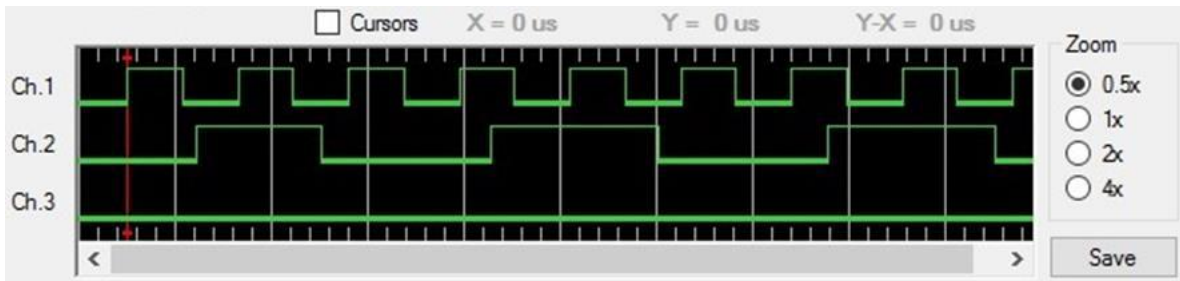 Cursors X = 0 us Y = 0 us Y-X = 0 us
Zoom
Ch.1
0.5x
1x
Ch.2
2x
Ch.3
4x
Save